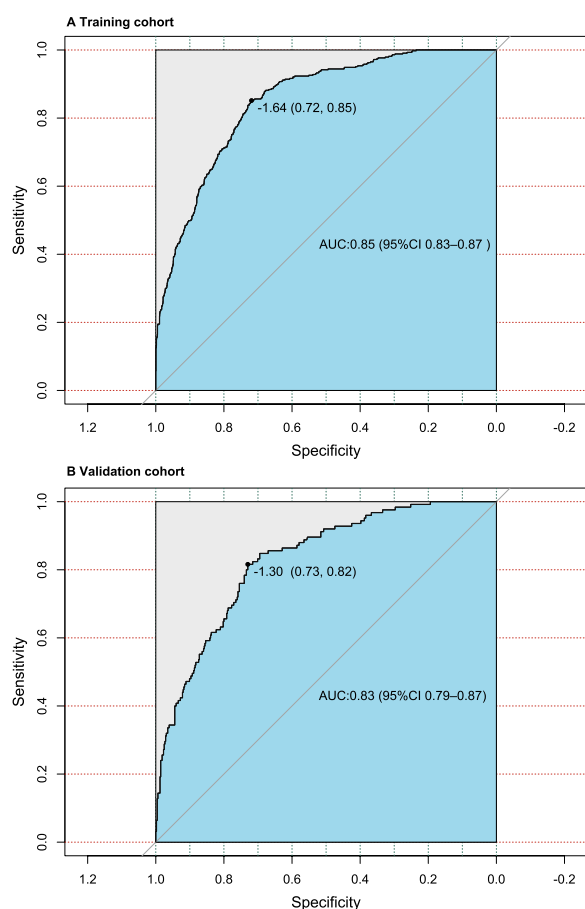 A Training cohort
1.0
0.8
0.6
0.4
0.2
0.0
Sensitivity
-1.64 (0.72, 0.85)
AUC:0.85 (95%CI 0.83–0.87 )
1.2 1.0 0.8 0.6 0.4 0.2 0.0 -0.2
Specificity
B Validation cohort
1.0
0.8
0.6
0.4
0.2
0.0
Sensitivity
-1.30 (0.73, 0.82)
AUC:0.83 (95%CI 0.79–0.87)
1.2 1.0 0.8 0.6 0.4 0.2 0.0 -0.2
Specificity